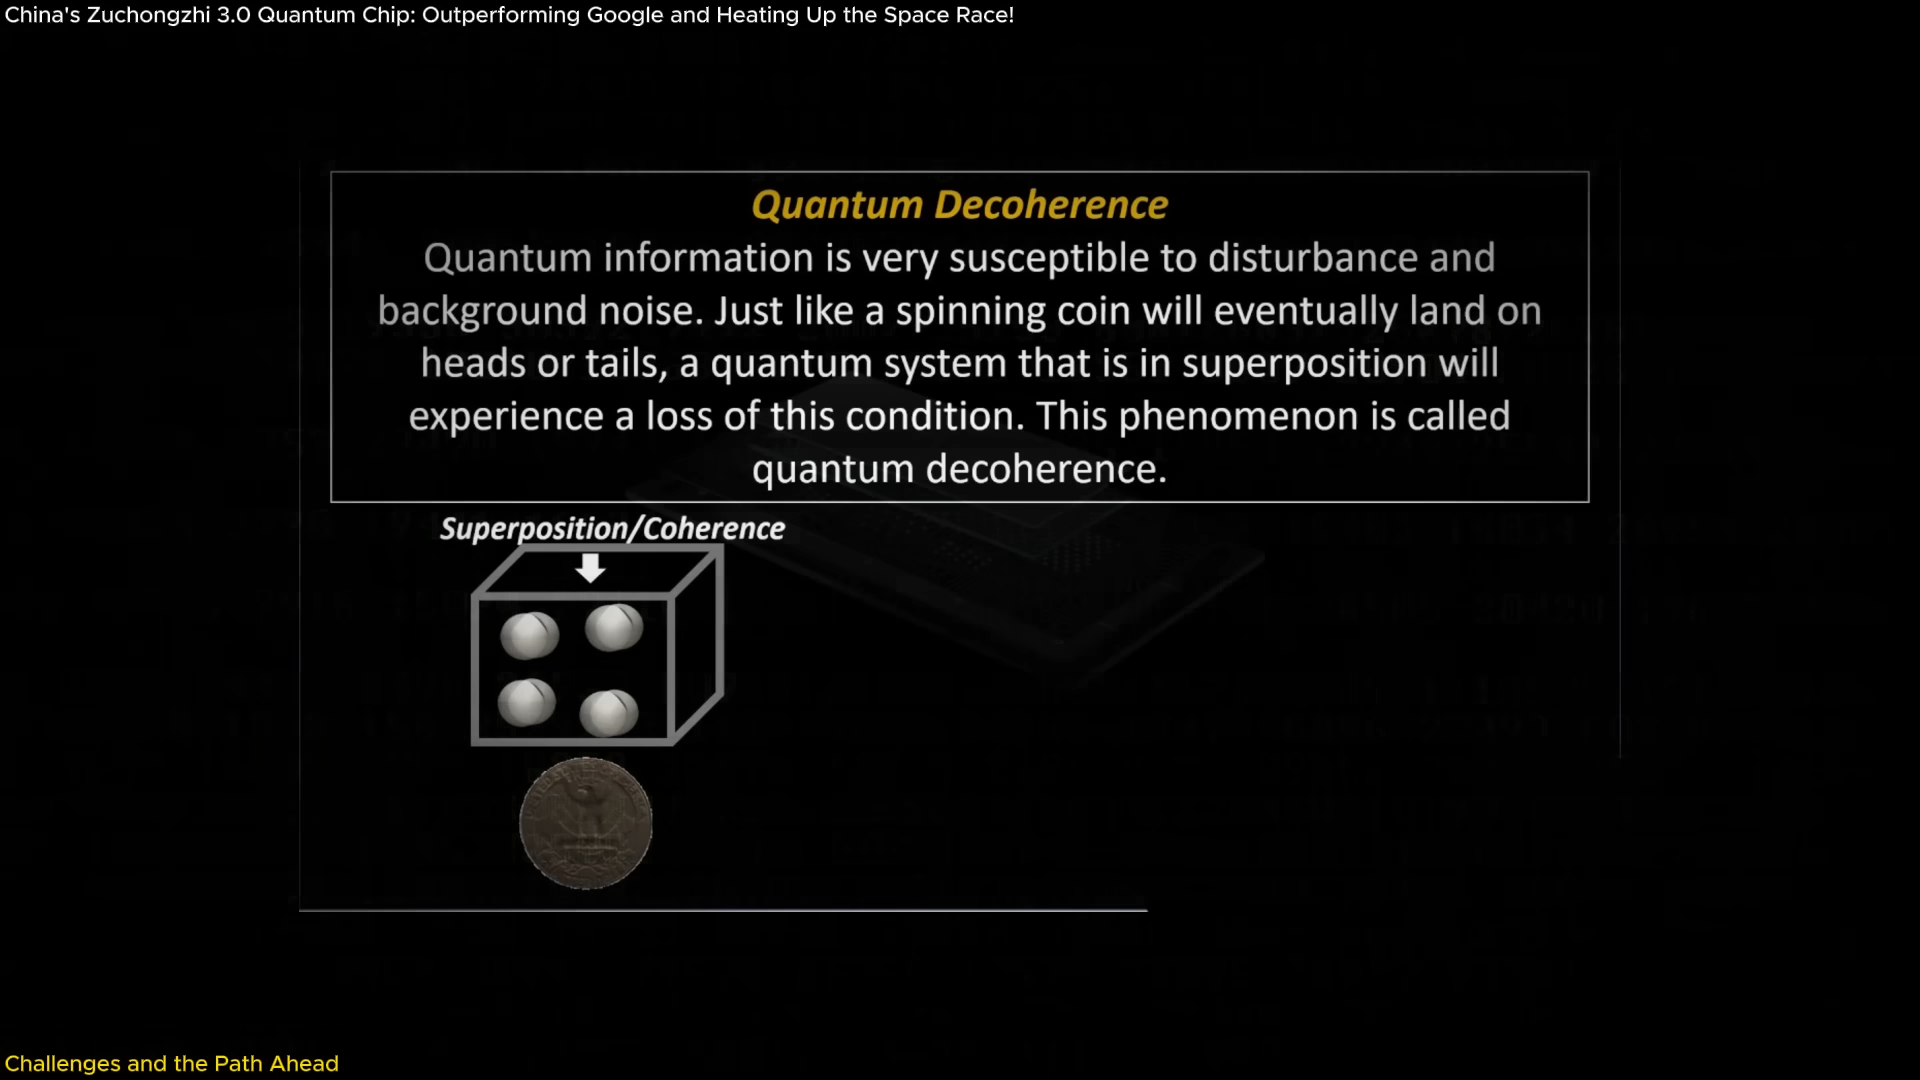 China's Zuchongzhi 3.0 Quantum Chip: Outperforming Google and Heating Up the Space Race!
Quantum Decoherence
Quantum information is very susceptible to disturbance and
background noise. Just like a spinning coin will eventually land on
heads or tails, a quantum system that is in superposition will
experience a loss of this condition. This phenomenon is called
quantum decoherence.
Superposition/Coherence
Challenges and the Path Ahead